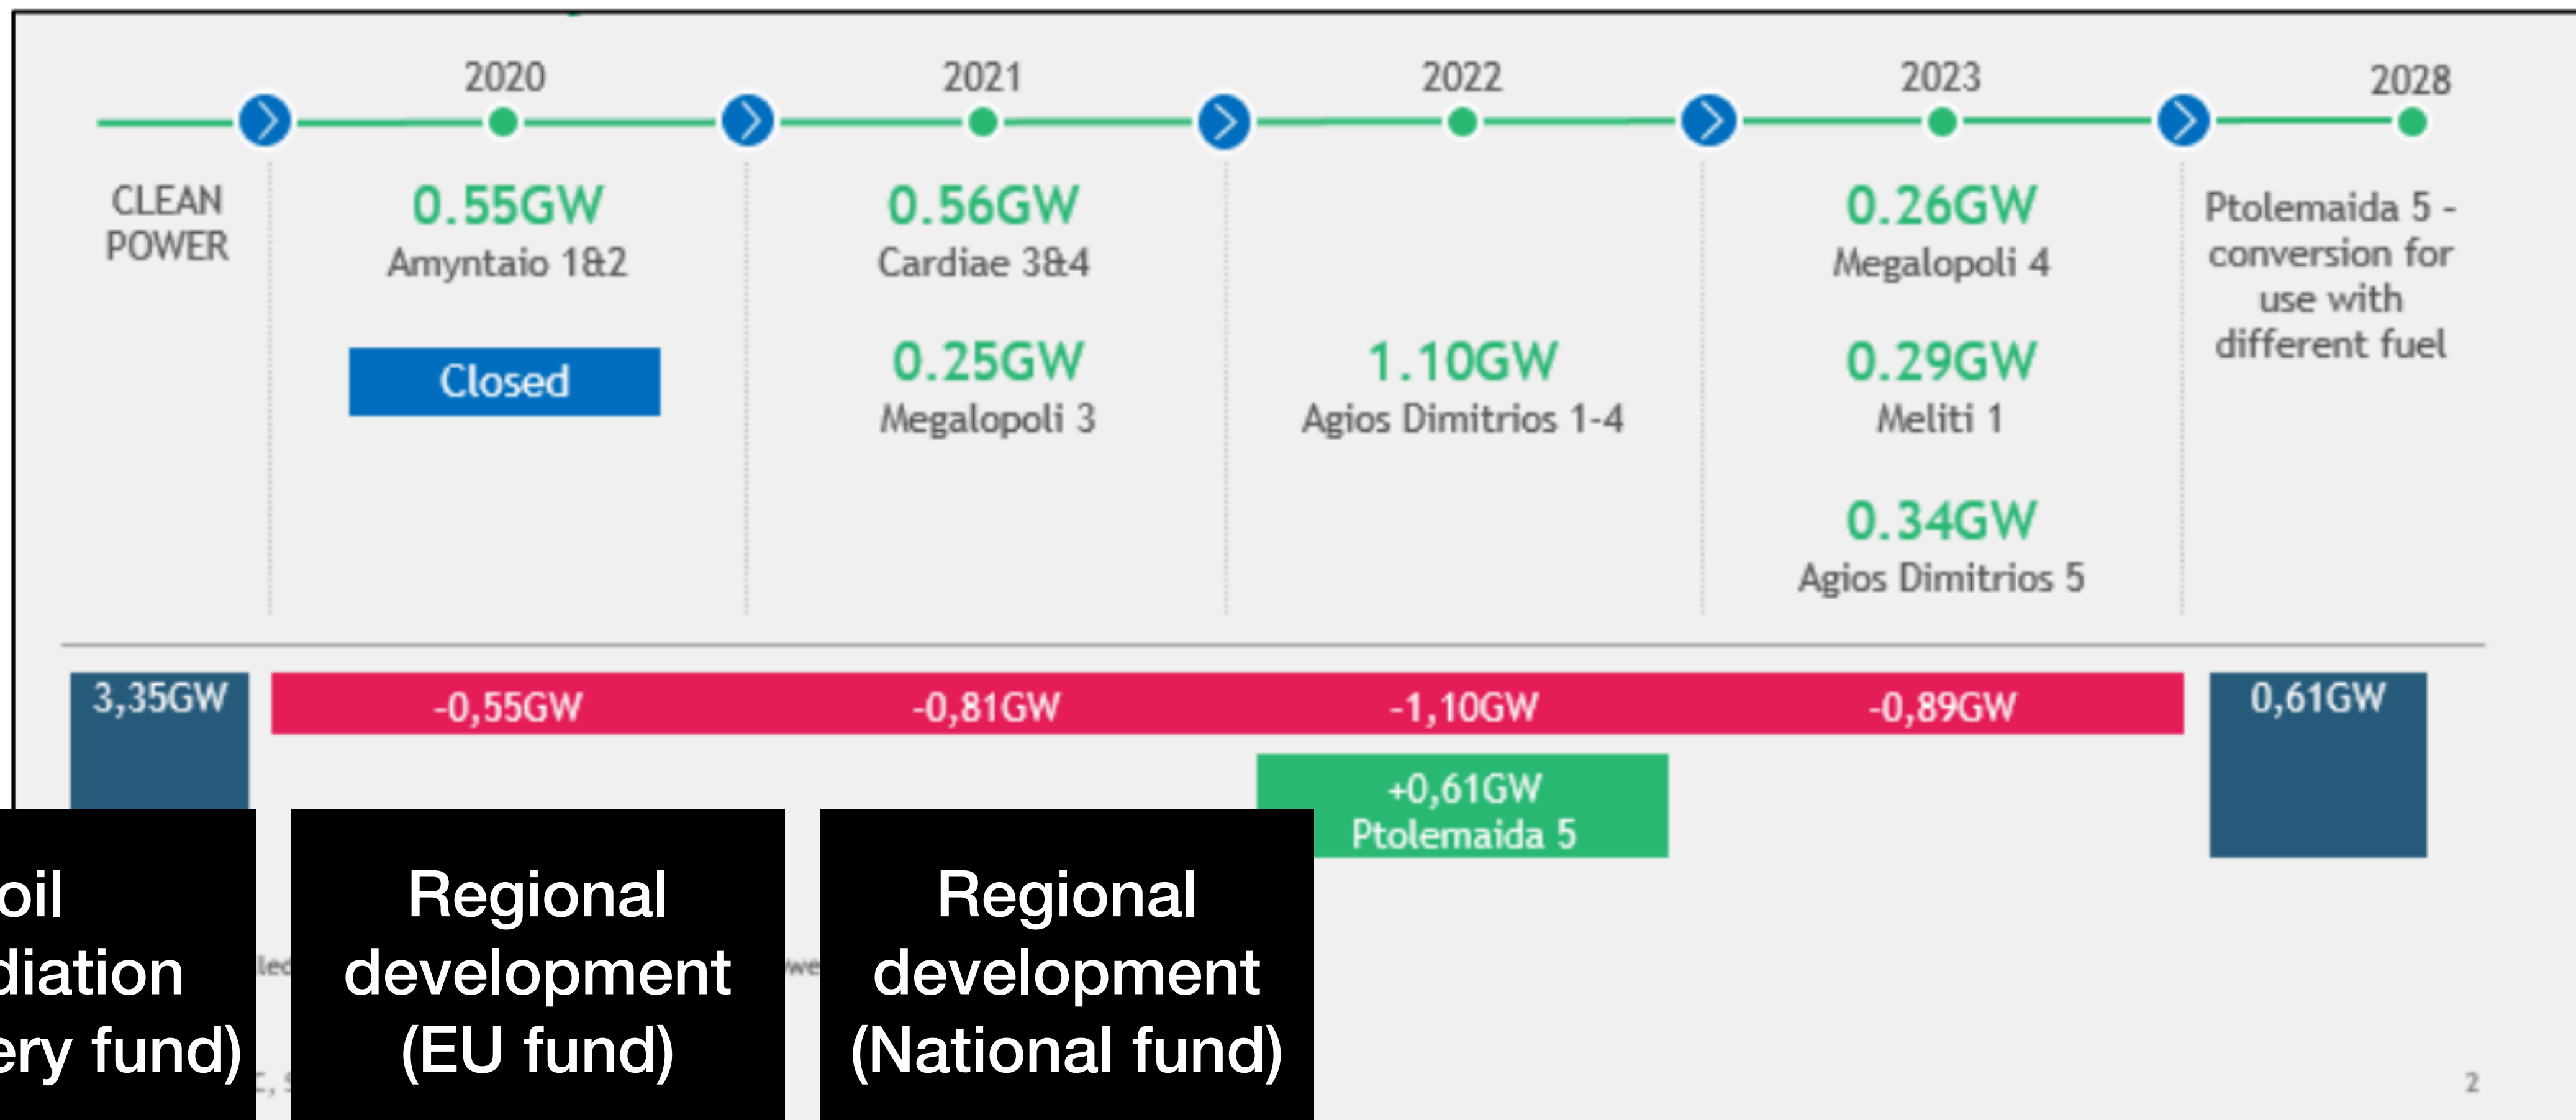 2020
2021
2022
2023
2028
CLEAN
POWER
0.55GW
Amyntaio 1&2
Closed
0.56GW
Cardiae 3&4
0.25GW
Megalopoli 3
1.10GW
Agios Dimitrios 1-4
0.26GW
Megalopoli 4
0.29GW
Meliti 1
0.34GW
Agios Dimitrios 5
Ptolemaida 5 -
conversion for
use with
different fuel
3,35GW
-0,55GW
-0,81GW
-1,10GW
-0,89GW
0,61GW
+0,61GW
Ptolemaida 5
oil
diation
ery fund)
Regional
development
(EU fund)
Regional
development
(National fund)
2